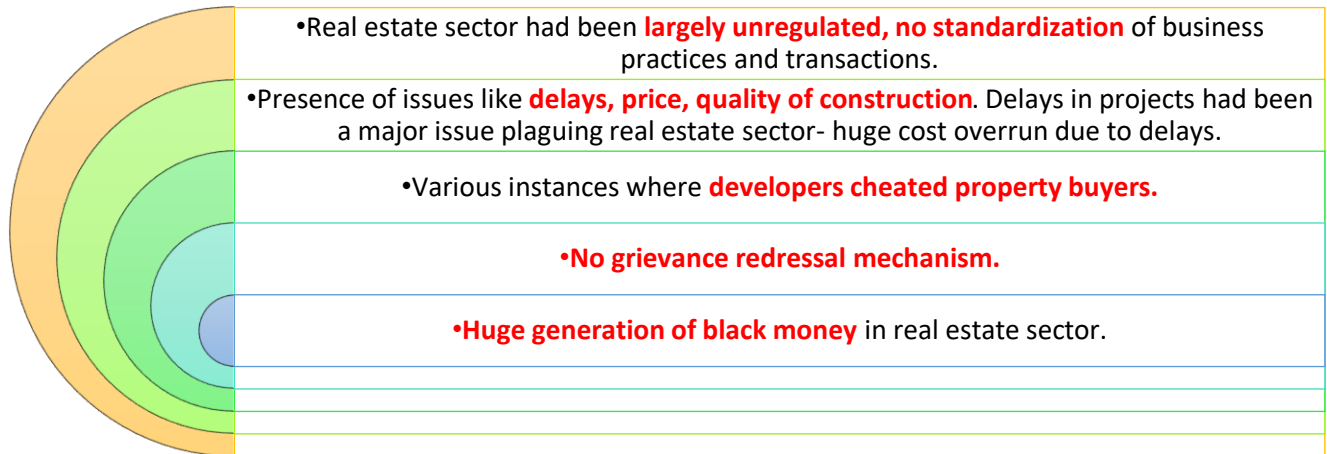 •Real estate sector had been largely unregulated, no standardization of business
practices and transactions.
•Presence of issues like delays, price, quality of construction. Delays in projects had been
a major issue plaguing real estate sector- huge cost overrun due to delays.
•Various instances where developers cheated property buyers.
•No grievance redressal mechanism.
•Huge generation of black money in real estate sector.